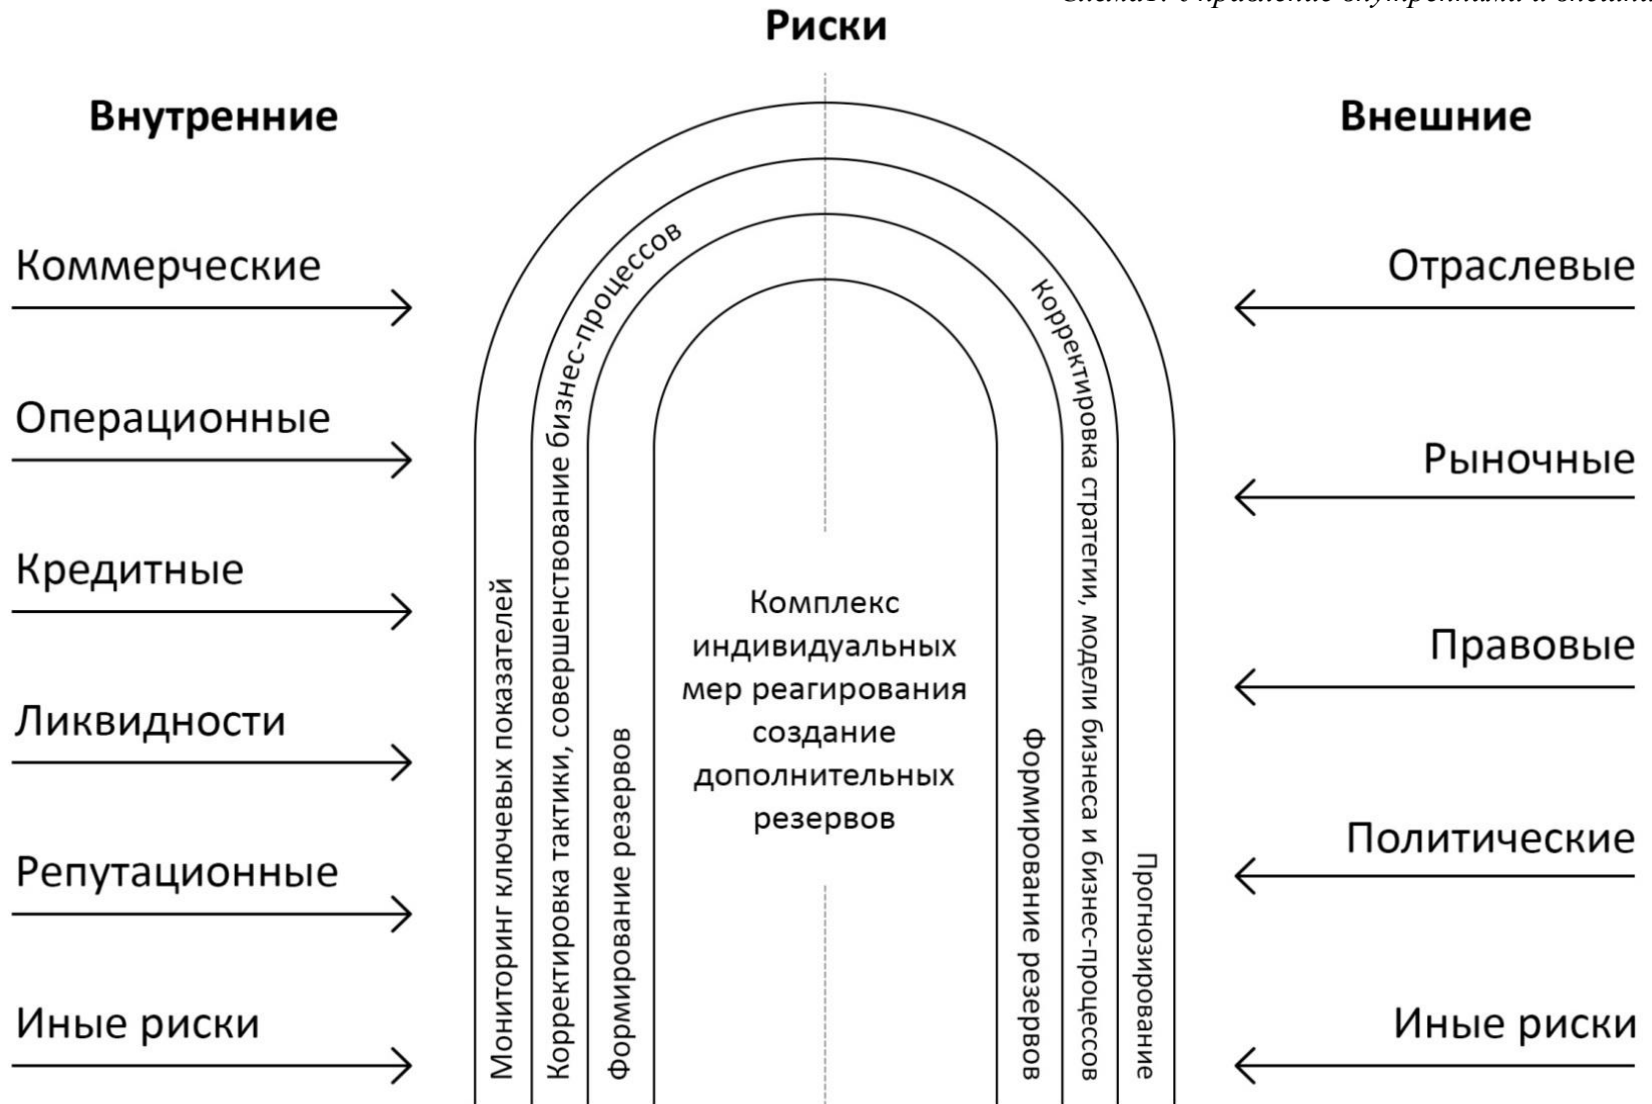 Риски
Внутренние
Внешние
Коммерческие
Операционные
Кредитные
Ликвидности
Репутационные
Иные риски
Мониторинг ключевых показателей
Корректировка тактики, совершенствование бизнес-процессов
Формирование резервов
Комплекс
индивидуальных
мер реагирования
создание
дополнительных
резервов
Формирование резервов
Корректировка стратегии, модели бизнеса и бизнес-процессов
Прогнозирование
Отраслевые
Рыночные
Правовые
Политические
Иные риски